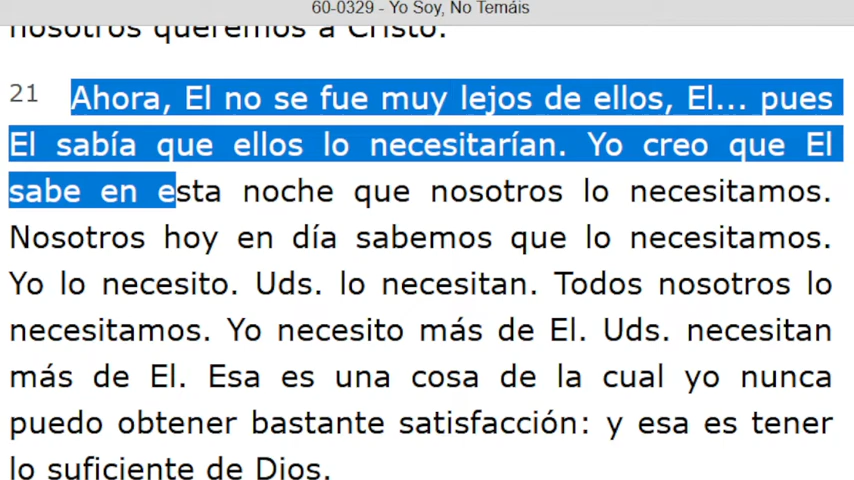 60-0329 - Yo Soy, No Temáis
nosotros queremos a Cristo.
21 Ahora, El no se fue muy lejos de ellos, El... pues
El sabía que ellos lo necesitarían. Yo creo que El
sabe en esta noche que nosotros lo necesitamos.
Nosotros hoy en día sabemos que lo necesitamos.
Yo lo necesito. Uds. lo necesitan. Todos nosotros lo
necesitamos. Yo necesito más de El. Uds. necesitan
más de El. Esa es una cosa de la cual yo nunca
puedo obtener bastante satisfacción: y esa es tener
lo suficiente de Dios.